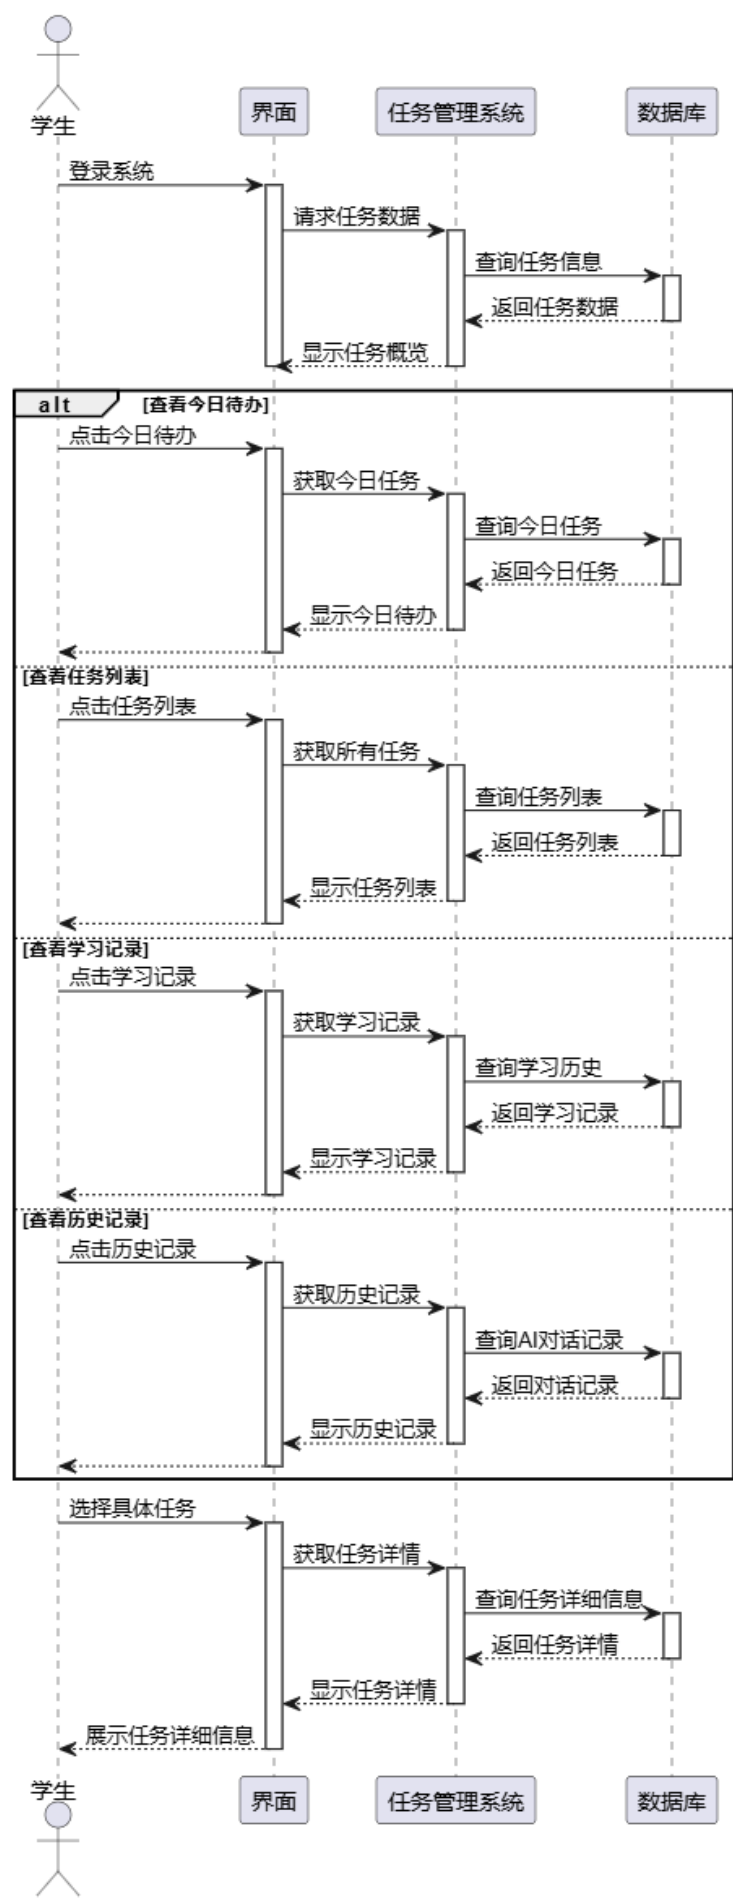 学生
界面
任务管理系统
数据库
登录系统
请求任务数据
查询任务信息
返回任务数据
显示任务概览
alt [查看今日待办]
点击今日待办
获取今日任务
查询今日任务
返回今日任务
显示今日待办
[查看任务列表]
点击任务列表
获取所有任务
查询任务列表
返回任务列表
显示任务列表
[查看学习记录]
点击学习记录
获取学习记录
查询学习历史
返回学习记录
显示学习记录
[查看历史记录]
点击历史记录
获取历史记录
查询AI对话记录
返回对话记录
显示历史记录
选择具体任务
获取任务详情
查询任务详细信息
返回任务详情
显示任务详情
展示任务详细信息
学生
界面
任务管理系统
数据库